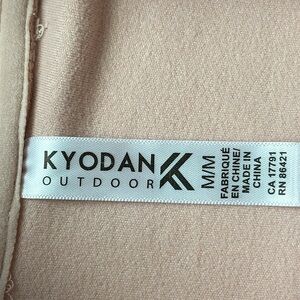 KYODAN
OUTDOOR
M/M
FABRIQUÉ
EN CHINE/
MADE IN
CHINA
CA 17791
RN 86421